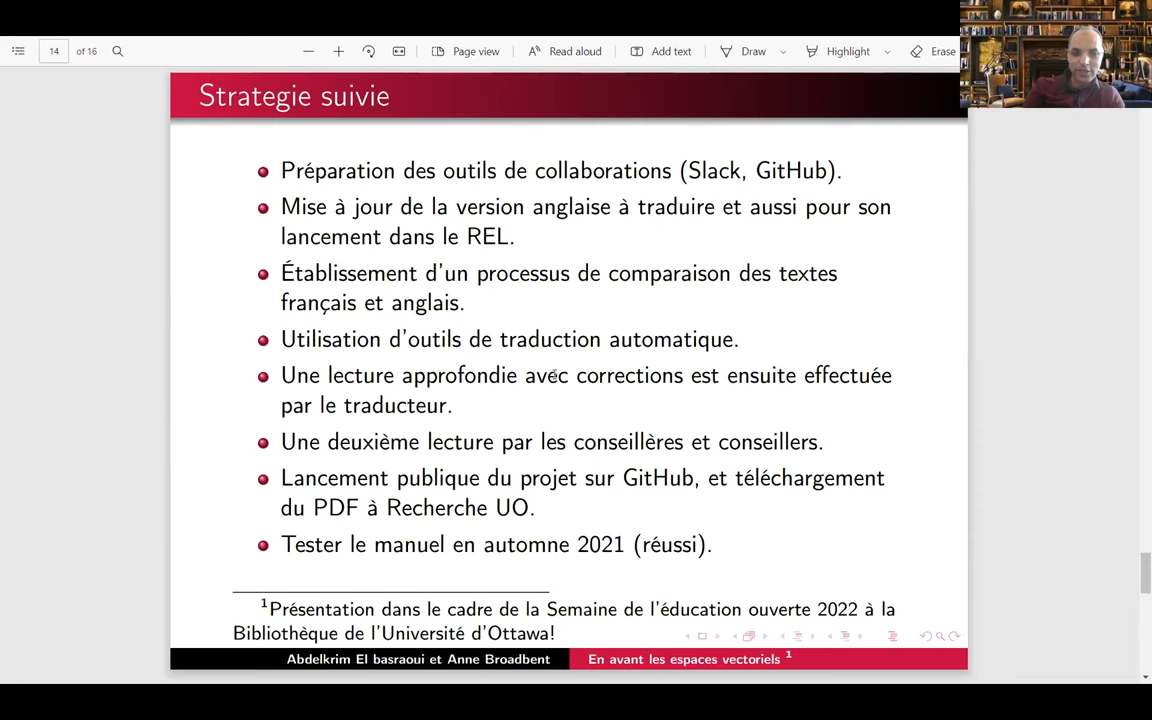 14 of 16
Page view
Read aloud
Add text
Draw
Highlight
Erase
Strategie suivie
Préparation des outils de collaborations (Slack, GitHub).
Mise à jour de la version anglaise à traduire et aussi pour son
lancement dans le REL.
Établissement d'un processus de comparaison des textes
français et anglais.
Utilisation d'outils de traduction automatique.
Une lecture approfondie avec corrections est ensuite effectuée
par le traducteur.
Une deuxième lecture par les conseillères et conseillers.
Lancement publique du projet sur GitHub, et téléchargement
du PDF à Recherche UO.
Tester le manuel en automne 2021 (réussi).
1Présentation dans le cadre de la Semaine de l'éducation ouverte 2022 à la
Bibliothèque de l'Université d'Ottawa!
Abdelkrim El basraoui et Anne Broadbent
En avant les espaces vectoriels 1